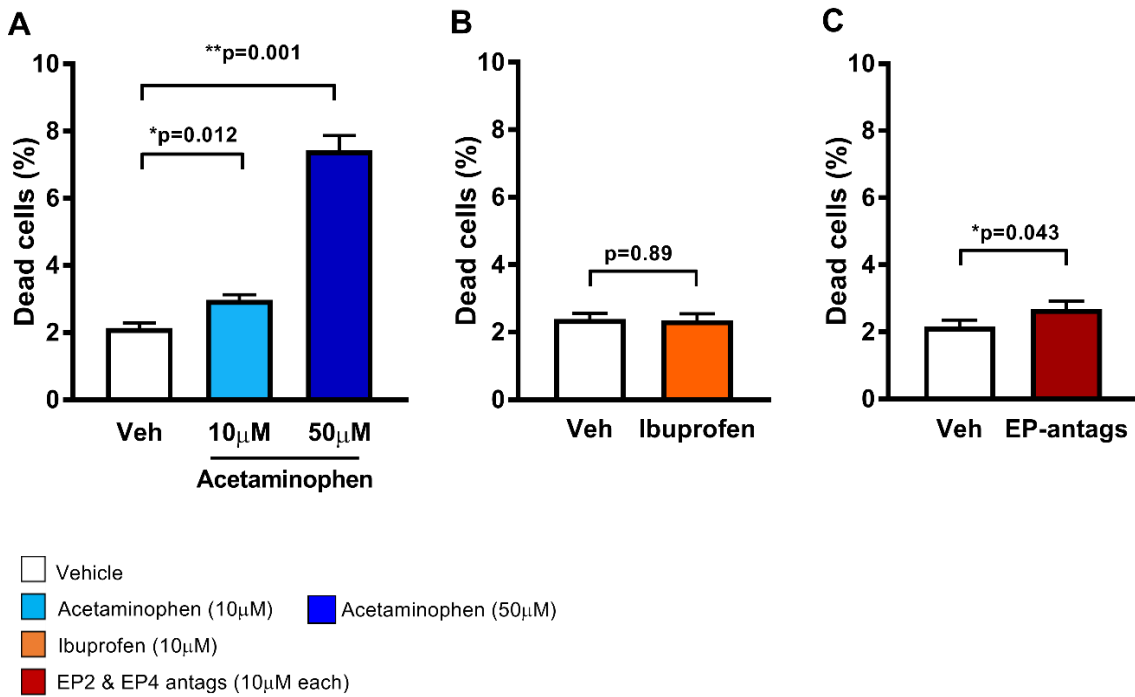 A
Dead cells (%)
10
8
6
4
2
0
**p=0.001
*p=0.012
Veh
10μM
50μM
Acetaminophen
B
Dead cells (%)
10
8
6
4
2
0
p=0.89
Veh
Ibuprofen
C
Dead cells (%)
10
8
6
4
2
0
*p=0.043
Veh
EP-antags
Vehicle
Acetaminophen (10μM)
Acetaminophen (50μM)
Ibuprofen (10μM)
EP2 & EP4 antags (10μM each)